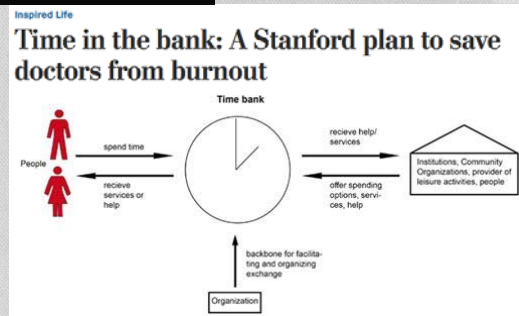 Inspired Life
Time in the bank: A Stanford plan to save
doctors from burnout
Time bank
People
spend time
recieve
services or
help
recieve help/
services
offer spending
options, servi-
ces, help
Institutions, Community
Organizations, provider of
leisure activities, people
backbone for facilita-
ting and organizing
exchange
Organization